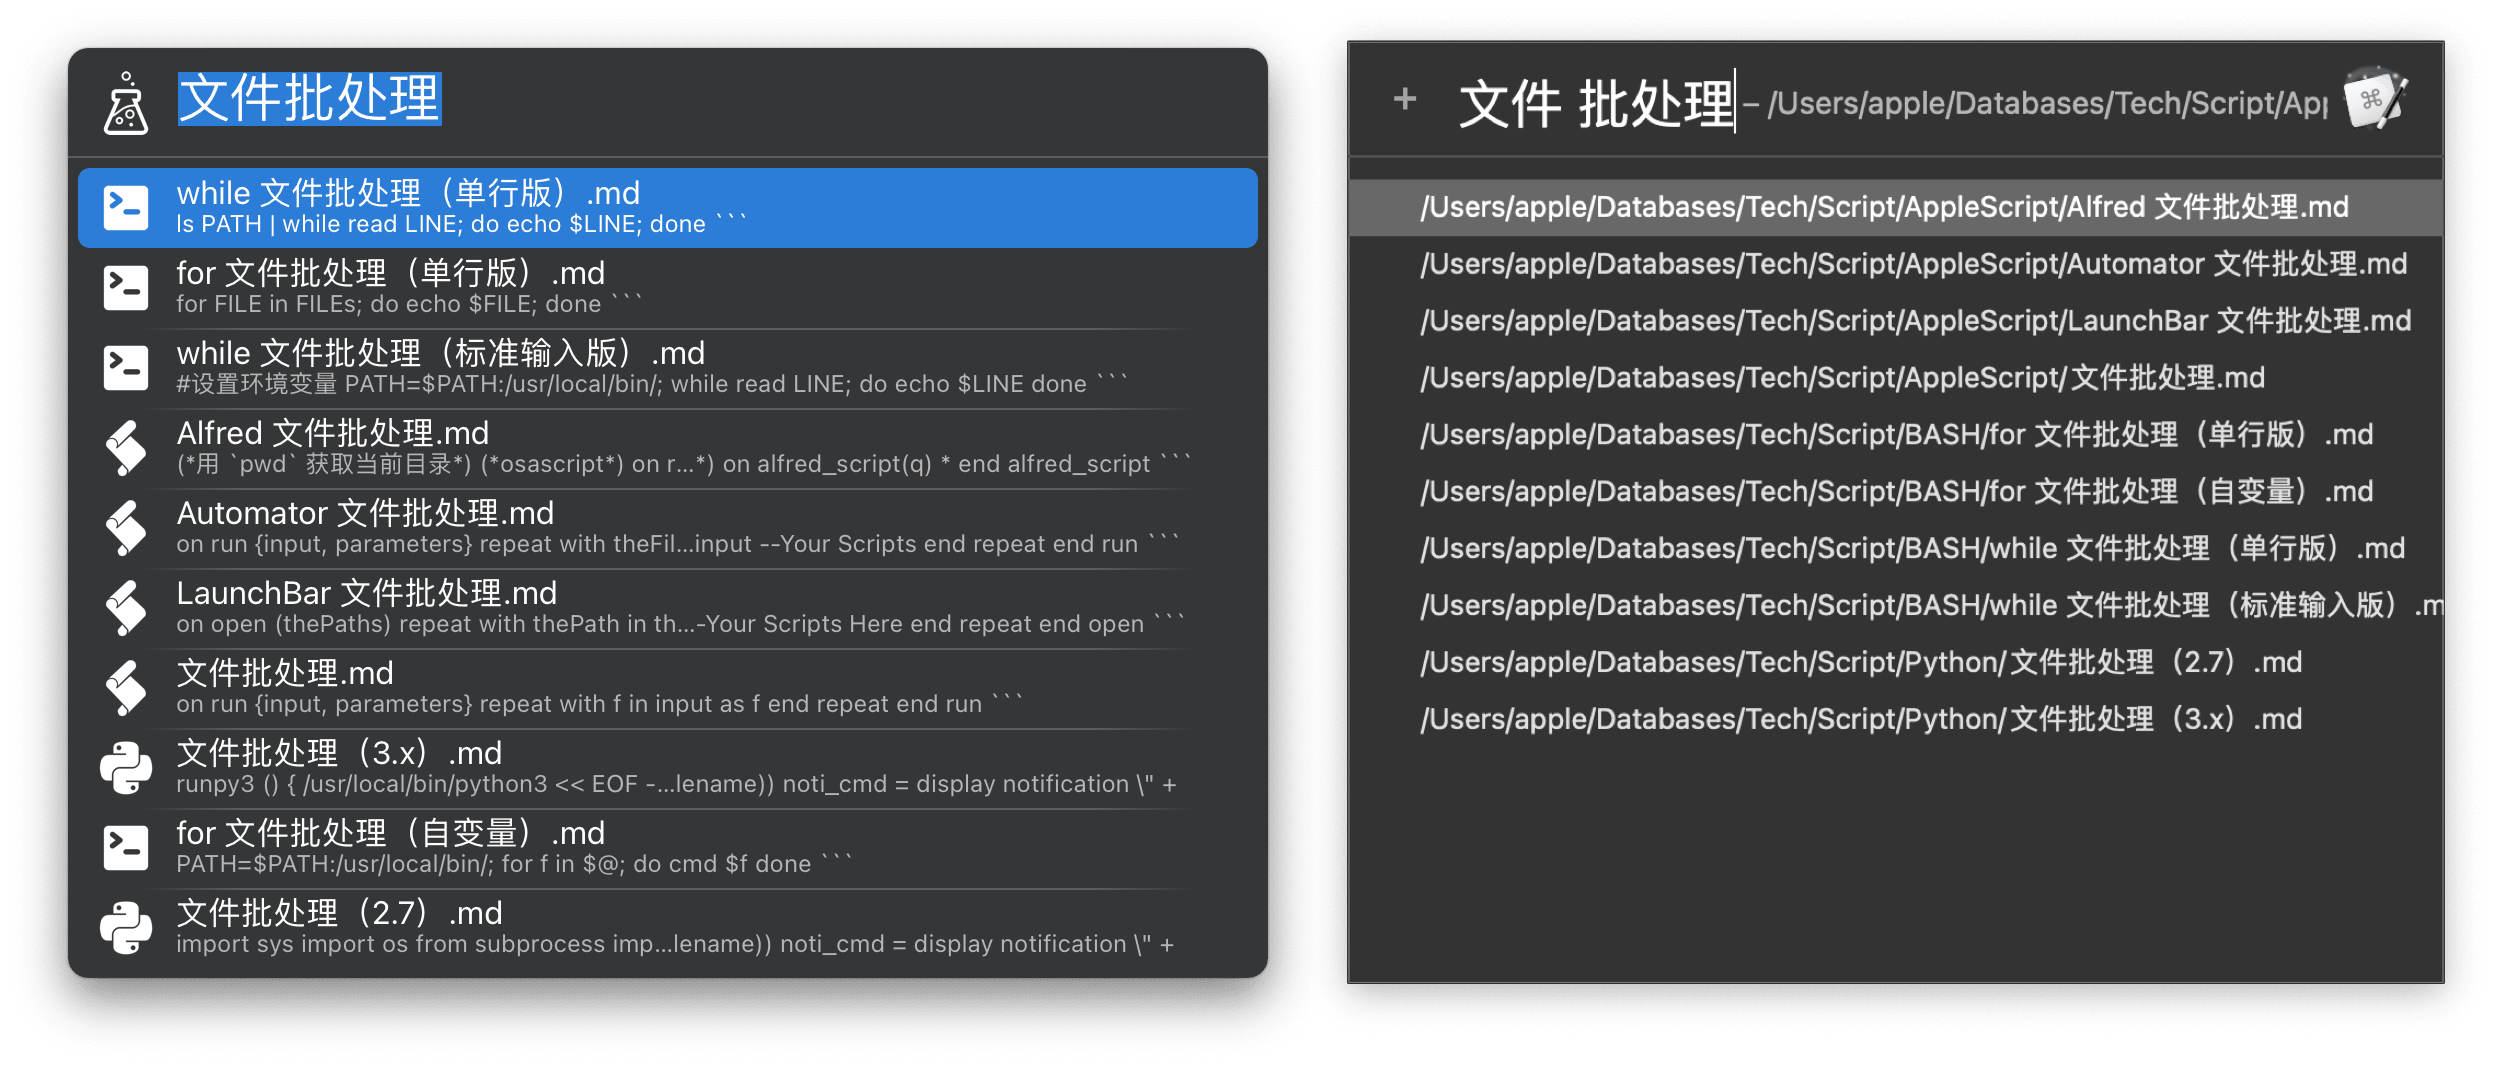 文件批处理
while 文件批处理（单行版）.md
ls PATH | while read LINE; do echo $LINE; done ```
for 文件批处理（单行版）.md
for FILE in FILEs; do echo $FILE; done ```
while 文件批处理（标准输入版）.md
#设置环境变量 PATH=$PATH:/usr/local/bin/; while read LINE; do echo $LINE done ```
Alfred 文件批处理.md
(*用 `pwd` 获取当前目录*) (*osascript*) on r...*) on alfred_script(q) * end alfred_script ```
Automator 文件批处理.md
on run {input, parameters} repeat with theFil...input --Your Scripts end repeat end run ```
LaunchBar 文件批处理.md
on open (thePaths) repeat with thePath in th...-Your Scripts Here end repeat end open ```
文件批处理.md
on run {input, parameters} repeat with f in input as f end repeat end run ```
文件批处理（3.x）.md
runpy3 () { /usr/local/bin/python3 << EOF -...lename)) noti_cmd = display notification \" +
for 文件批处理（自变量）.md
PATH=$PATH:/usr/local/bin/; for f in $@; do cmd $f done ```
文件批处理（2.7）.md
import sys import os from subprocess imp...lename)) noti_cmd = display notification \" +
+ 文件 批处理 – /Users/apple/Databases/Tech/Script/App
/Users/apple/Databases/Tech/Script/AppleScript/Alfred 文件批处理.md
/Users/apple/Databases/Tech/Script/AppleScript/Automator 文件批处理.md
/Users/apple/Databases/Tech/Script/AppleScript/LaunchBar 文件批处理.md
/Users/apple/Databases/Tech/Script/AppleScript/文件批处理.md
/Users/apple/Databases/Tech/Script/BASH/for 文件批处理（单行版）.md
/Users/apple/Databases/Tech/Script/BASH/for 文件批处理（自变量）.md
/Users/apple/Databases/Tech/Script/BASH/while 文件批处理（单行版）.md
/Users/apple/Databases/Tech/Script/BASH/while 文件批处理（标准输入版）.m
/Users/apple/Databases/Tech/Script/Python/文件批处理（2.7）.md
/Users/apple/Databases/Tech/Script/Python/文件批处理（3.x）.md